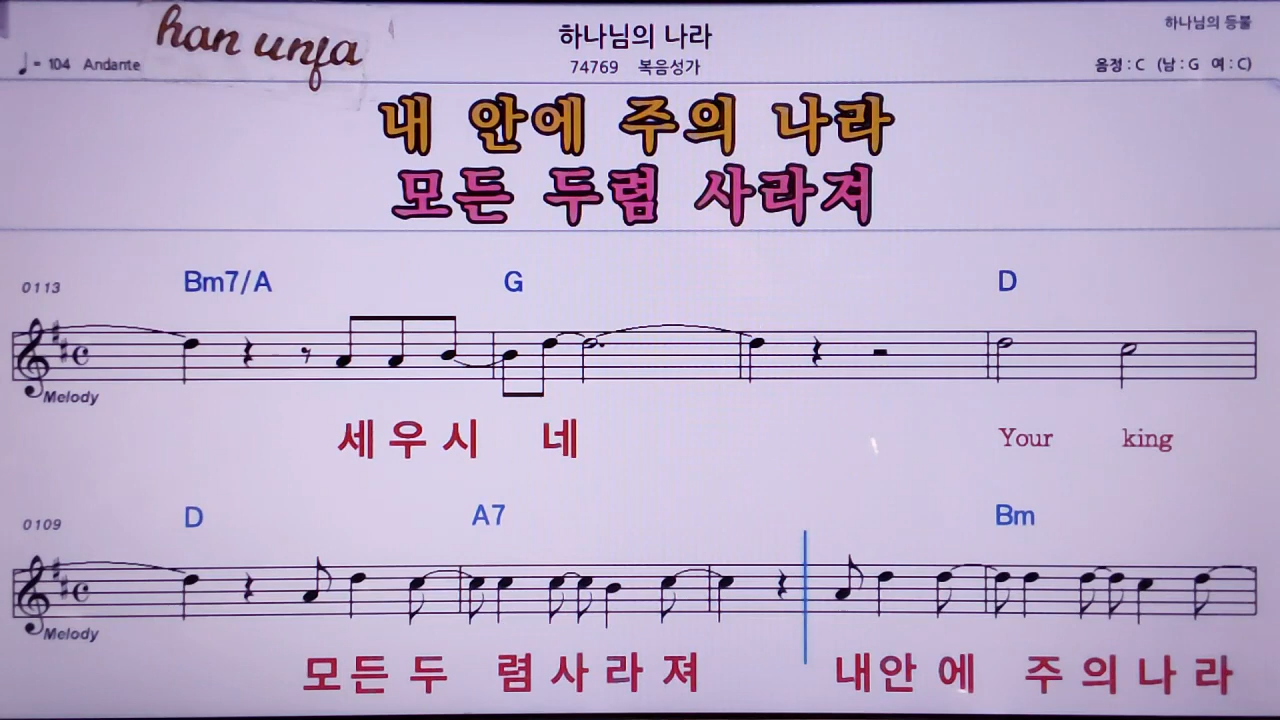 han unfa
하나님의 나라
하나님의 등불
♩= 104 Andante
74769 복음성가
음정 : C (남 : G 여 : C)
내 안에 주의 나라
모든 두렴 사라져
0113
Bm7/A G D
Melody
세 우 시 네 Your king
0109
D A7 Bm
Melody
모 든 두 렴 사 라 져 내 안 에 주 의 나 라